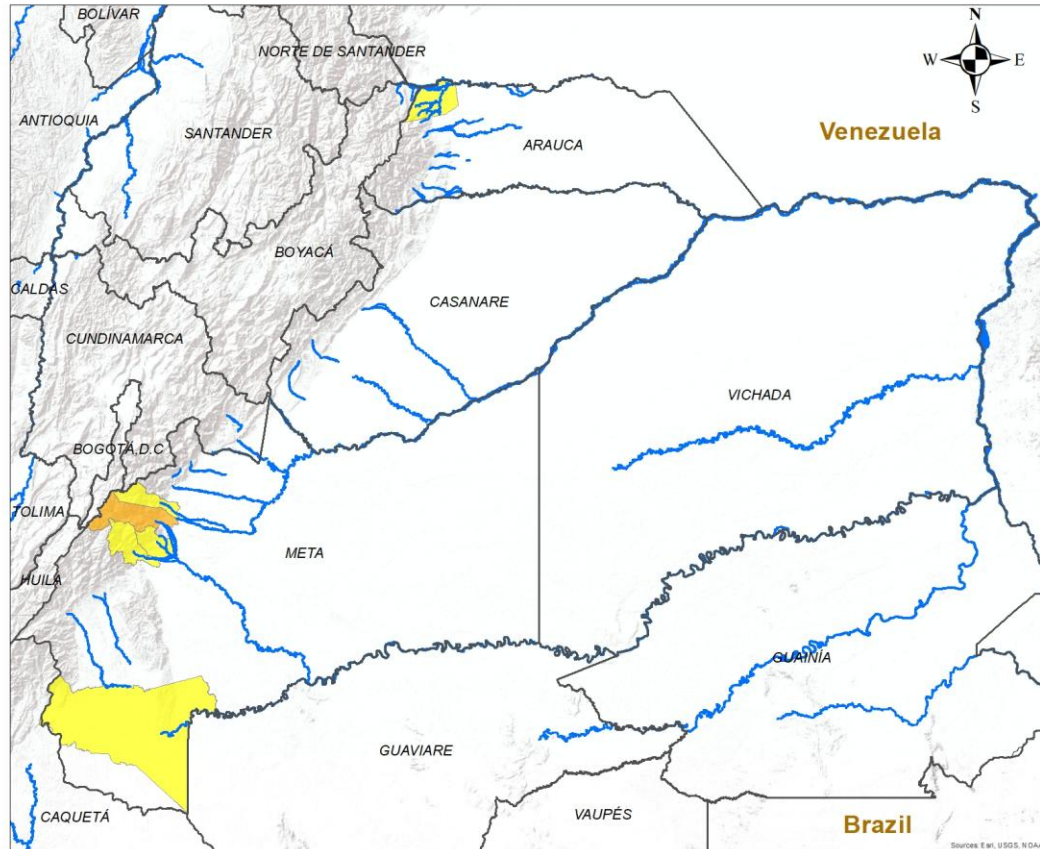 BOLÍVAR
N
NORTE DE SANTANDER
W
E
S
ANTIOQUIA
SANTANDER
ARAUCA
Venezuela
BOYACÁ
CALDAS
CASANARE
CUNDINAMARCA
VICHADA
BOGOTÁ,D.C
TOLIMA
META
HUILA
GUAINÍA
GUAVIARE
CAQUETÁ
VAUPÉS
Brazil
Sources: Esri, USGS, NOAA